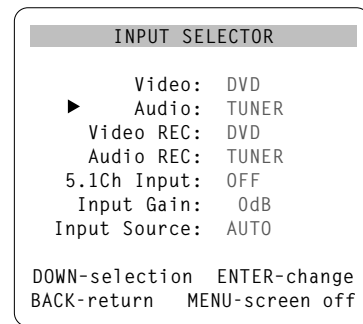 INPUT SELECTOR
Video: DVD
Audio: TUNER
Video REC: DVD
Audio REC: TUNER
5.1Ch Input: OFF
Input Gain: 0dB
Input Source: AUTO
DOWN-selection ENTER-change
BACK-return MENU-screen off